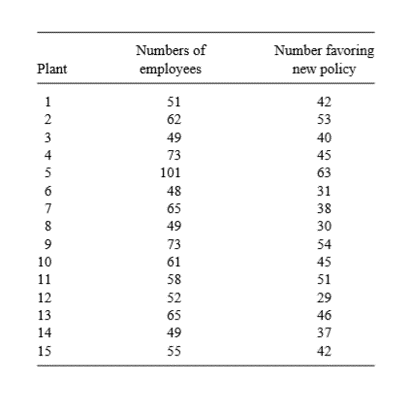 Numbers of Number favoring
Plant employees new policy
1 51 42
2 62 53
3 49 40
4 73 45
5 101 63
6 48 31
7 65 38
8 49 30
9 73 54
10 61 45
11 58 51
12 52 29
13 65 46
14 49 37
15 55 42